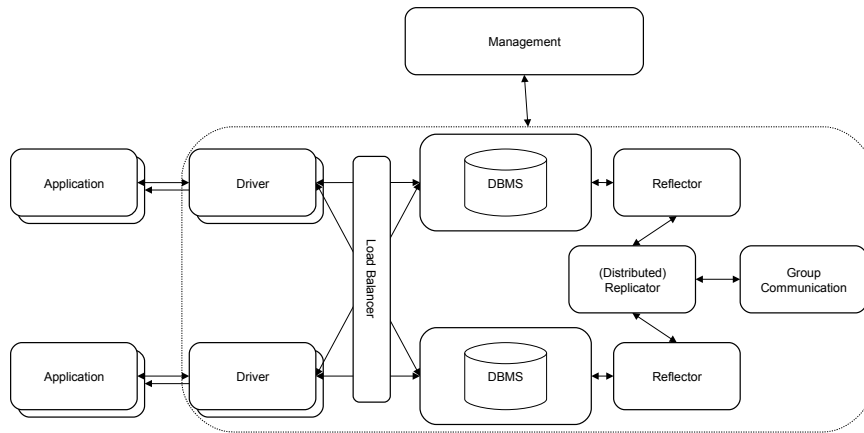 Management
Application
Driver
Load Balancer
DBMS
Reflector
(Distributed)
Replicator
Group
Communication
Application
Driver
DBMS
Reflector